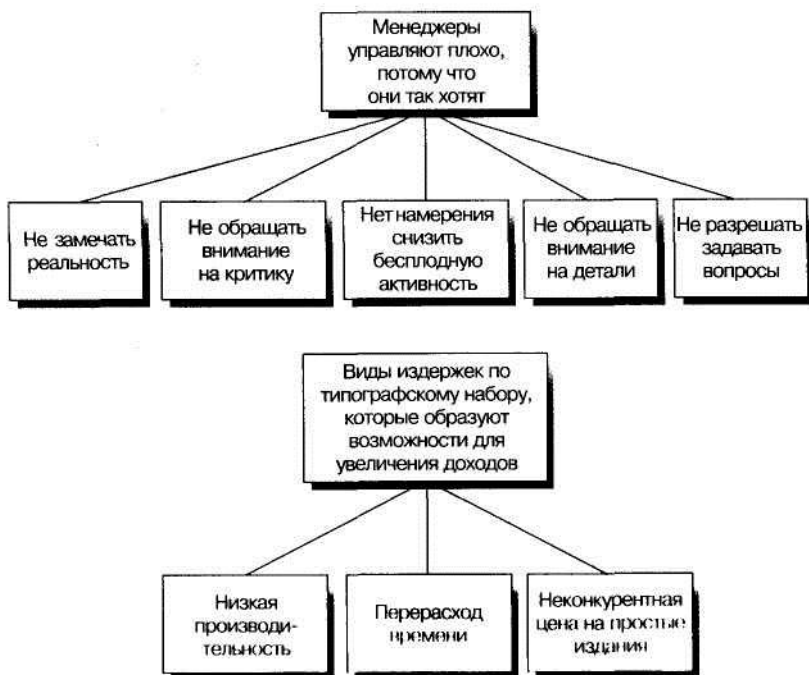 Менеджеры
управляют плохо,
потому что
они так хотят
Не замечать
реальность
Не обращать
внимание
на критику
Нет намерения
снизить
бесплодную
активность
Не обращать
внимание
на детали
Не разрешать
задавать
вопросы
Виды издержек по
типографскому набору,
которые образуют
возможности для
увеличения доходов
Низкая
производи-
тельность
Перерасход
времени
Неконкурентная
цена на простые
издания